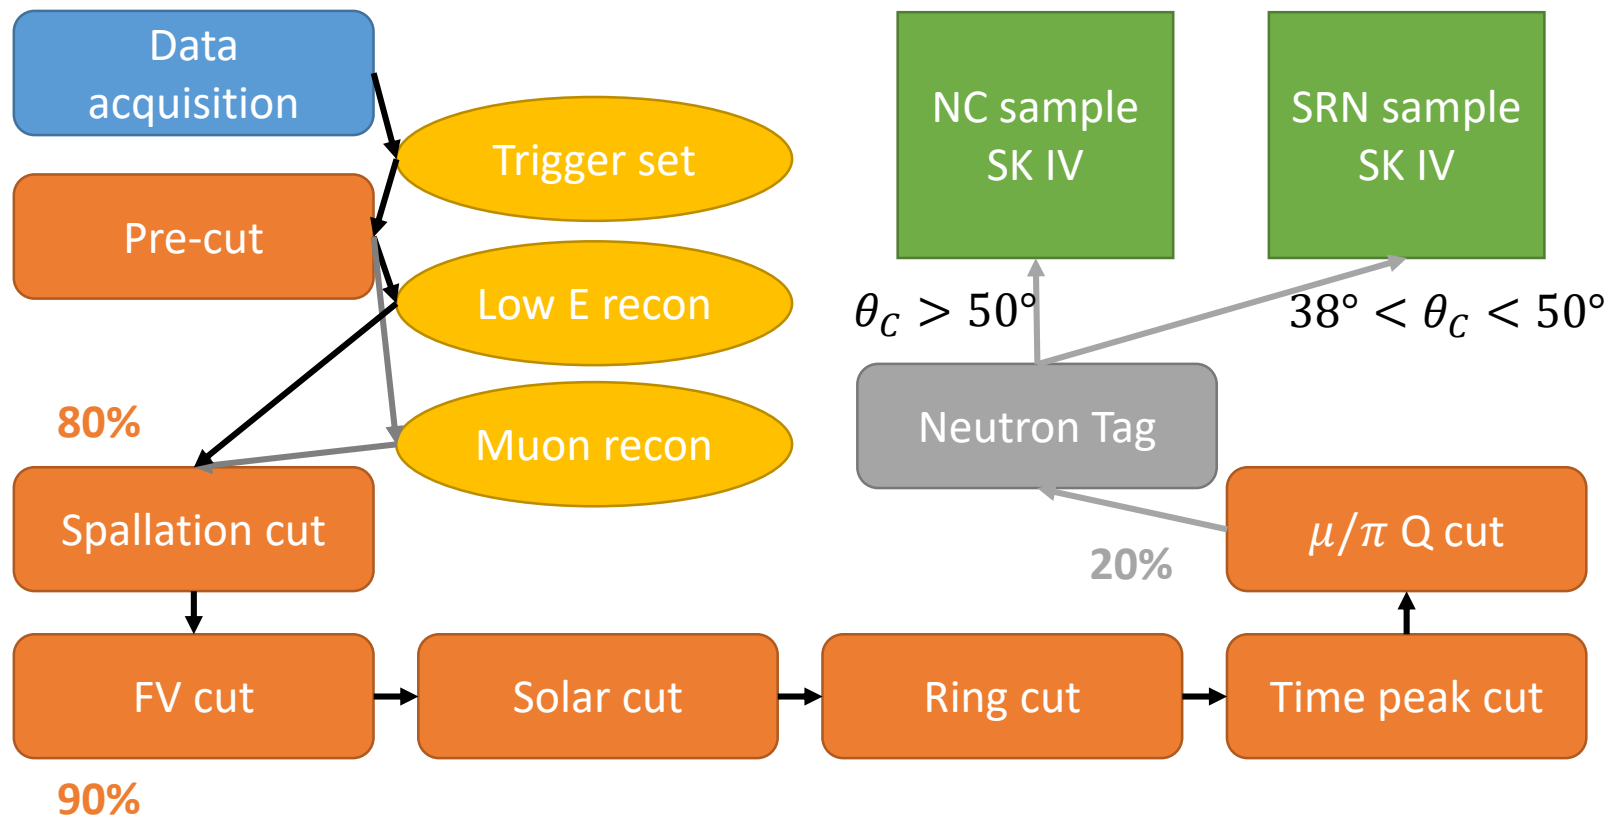 Data
acquisition
Trigger set
Pre-cut
Low E recon
Muon recon
80%
Spallation cut
FV cut
90%
Solar cut
Ring cut
Time peak cut
μ/π Q cut
20%
Neutron Tag
θ_C > 50°
38° < θ_C < 50°
NC sample
SK IV
SRN sample
SK IV